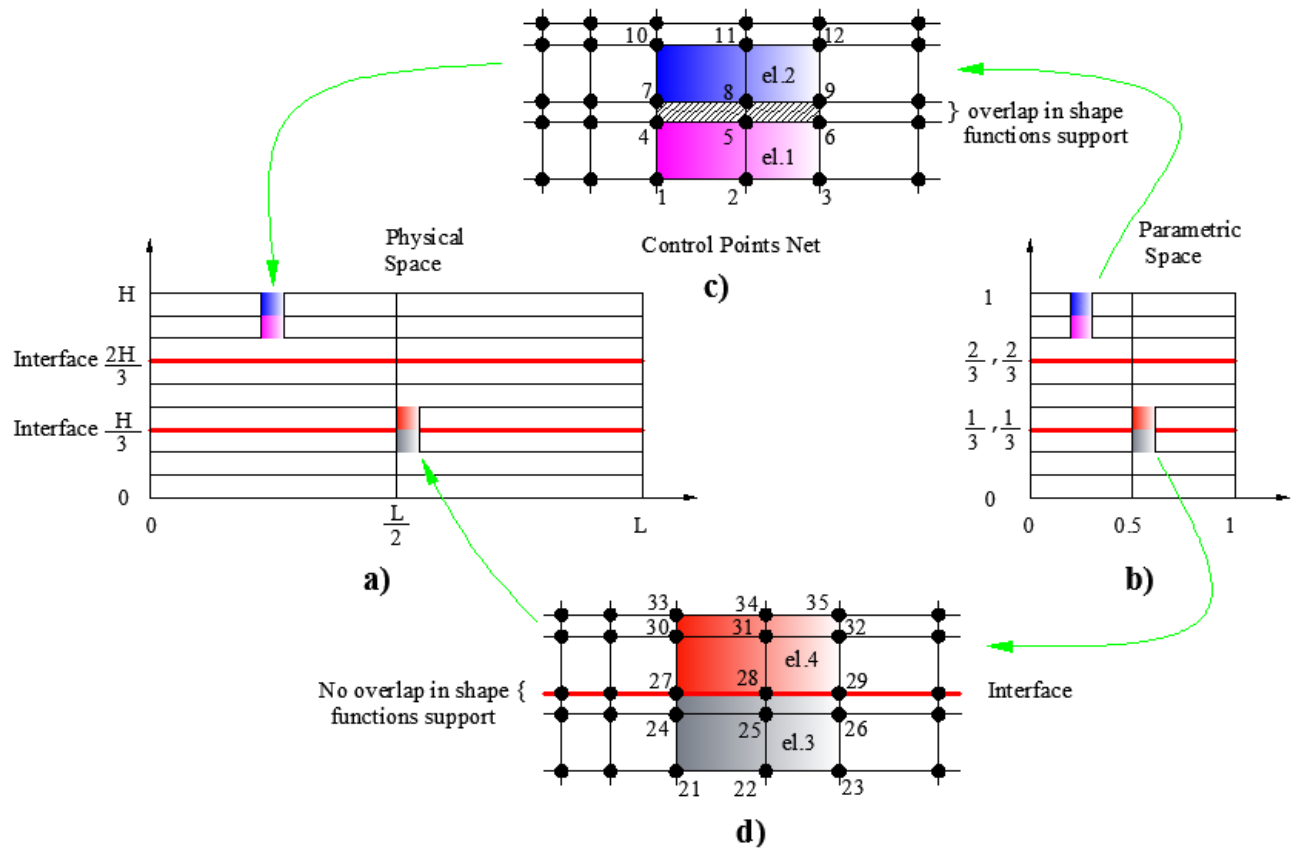 10 11 12
el.2
7 8 9
} overlap in shape
functions support
4 5 6
el.1
1 2 3
Control Points Net
c)
Physical
Space
H
Interface 2H/3
Interface H/3
0
0 L/2 L
a)
Parametric
Space
1
2/3 , 2/3
1/3 , 1/3
0
0 0.5 1
b)
33 34 35
30 31 32
el.4
No overlap in shape {
functions support
27 28 29
Interface
24 25 26
el.3
21 22 23
d)